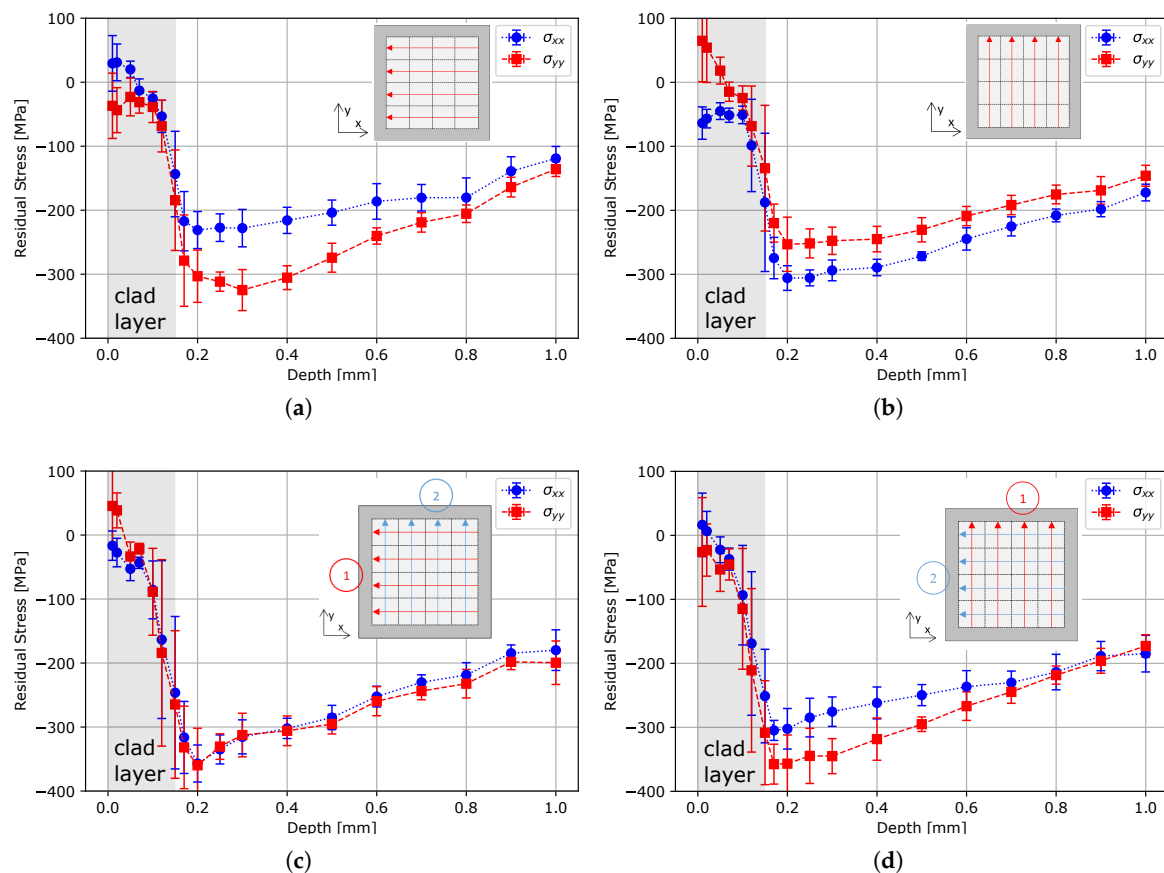 100
0
−100
−200
−300
−400
Residual Stress [MPa]
0.0 0.2 0.4 0.6 0.8 1.0
Depth [mm]
clad
layer
y
x
σxx
σyy
(a)
100
0
−100
−200
−300
−400
Residual Stress [MPa]
0.0 0.2 0.4 0.6 0.8 1.0
Depth [mm]
clad
layer
y
x
σxx
σyy
(b)
100
0
−100
−200
−300
−400
Residual Stress [MPa]
0.0 0.2 0.4 0.6 0.8 1.0
Depth [mm]
clad
layer
2
1
y
x
σxx
σyy
(c)
100
0
−100
−200
−300
−400
Residual Stress [MPa]
0.0 0.2 0.4 0.6 0.8 1.0
Depth [mm]
clad
layer
1
2
y
x
σxx
σyy
(d)